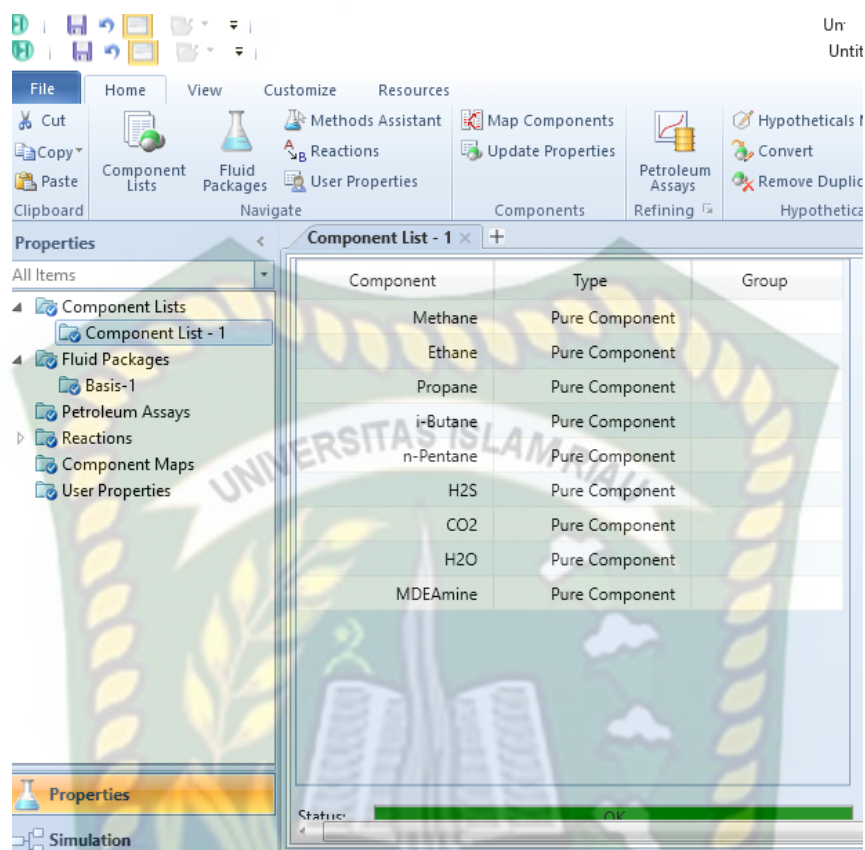 Un
Untit
File Home View Customize Resources
Cut
Copy
Paste
Clipboard
Component Lists
Fluid Packages
Methods Assistant
Reactions
User Properties
Navigate
Map Components
Update Properties
Components
Petroleum Assays
Refining
Hypotheticals M
Convert
Remove Duplic
Hypothetica
Properties
All Items
Component Lists
Component List - 1
Fluid Packages
Basis-1
Petroleum Assays
Reactions
Component Maps
User Properties
Properties
Simulation
Component List - 1 × +
Component Type Group
Methane Pure Component
Ethane Pure Component
Propane Pure Component
i-Butane Pure Component
n-Pentane Pure Component
H2S Pure Component
CO2 Pure Component
H2O Pure Component
MDEAmine Pure Component
Status: OK
UNIVERSITAS ISLAM RIAU